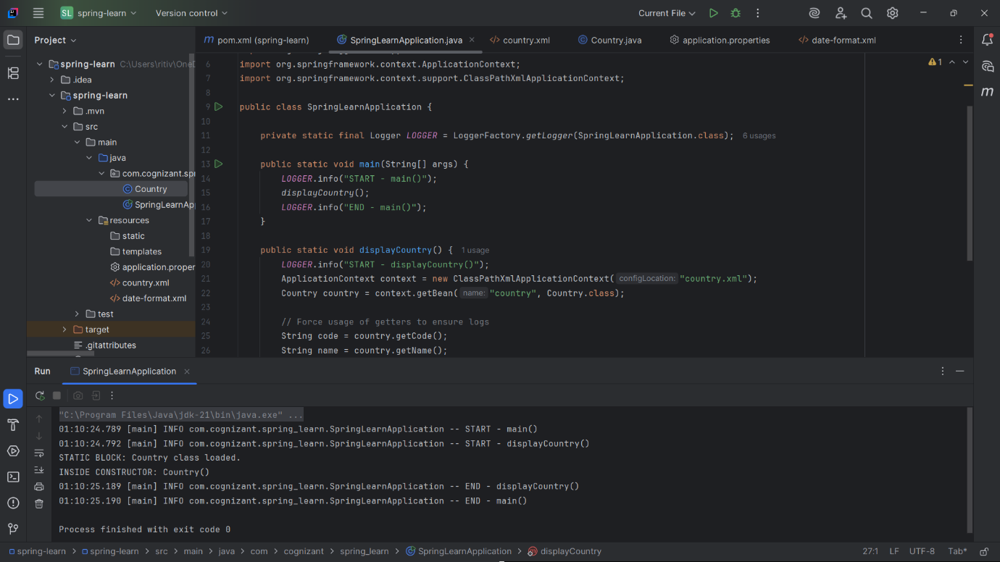 SL spring-learn Version control Current File
Project
pom.xml (spring-learn) SpringLearnApplication.java country.xml Country.java application.properties date-format.xml
spring-learn C:\Users\ritiv\OneD
.idea
spring-learn
.mvn
src
main
java
com.cognizant.spr
Country
SpringLearnAp
resources
static
templates
application.proper
country.xml
date-format.xml
test
target
.gitattributes
1
6 import org.springframework.context.ApplicationContext;
7 import org.springframework.context.support.ClassPathXmlApplicationContext;
8
9 public class SpringLearnApplication {
10
11 private static final Logger LOGGER = LoggerFactory.getLogger(SpringLearnApplication.class); 6 usages
12
13 public static void main(String[] args) {
14 LOGGER.info("START - main()");
15 displayCountry();
16 LOGGER.info("END - main()");
17 }
18
19 public static void displayCountry() { 1 usage
20 LOGGER.info("START - displayCountry()");
21 ApplicationContext context = new ClassPathXmlApplicationContext( configLocation: "country.xml");
22 Country country = context.getBean( name: "country", Country.class);
23
24 // Force usage of getters to ensure logs
25 String code = country.getCode();
26 String name = country.getName();
Run SpringLearnApplication
"C:\Program Files\Java\jdk-21\bin\java.exe" ...
01:10:24.789 [main] INFO com.cognizant.spring_learn.SpringLearnApplication -- START - main()
01:10:24.792 [main] INFO com.cognizant.spring_learn.SpringLearnApplication -- START - displayCountry()
STATIC BLOCK: Country class loaded.
INSIDE CONSTRUCTOR: Country()
01:10:25.189 [main] INFO com.cognizant.spring_learn.SpringLearnApplication -- END - displayCountry()
01:10:25.190 [main] INFO com.cognizant.spring_learn.SpringLearnApplication -- END - main()
Process finished with exit code 0
spring-learn > spring-learn > src > main > java > com > cognizant > spring_learn > SpringLearnApplication > displayCountry 27:1 LF UTF-8 Tab*